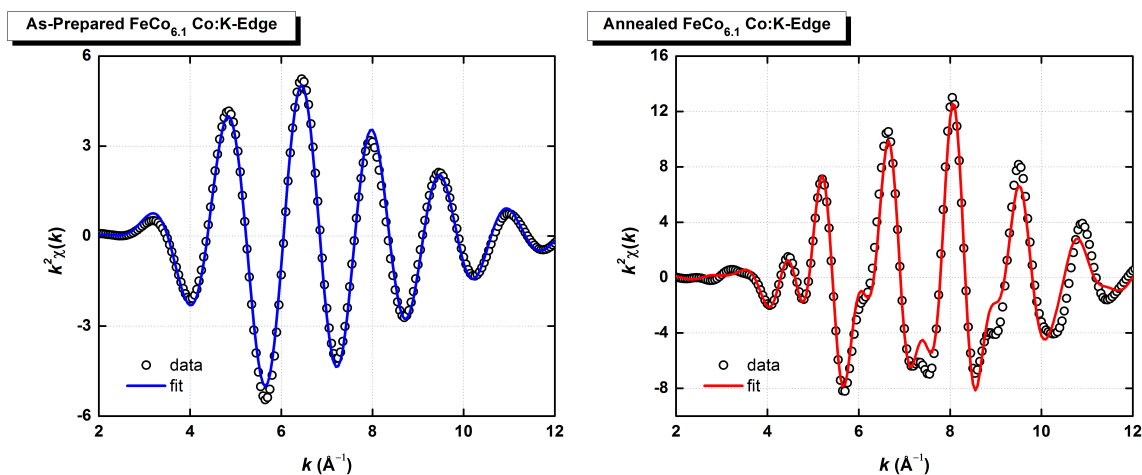 As-Prepared FeCo6.1 Co:K-Edge
6
3
0
-3
-6
k²χ(k)
data
fit
2 4 6 8 10 12
k (Å⁻¹)
Annealed FeCo6.1 Co:K-Edge
16
12
8
4
0
-4
-8
k²χ(k)
data
fit
2 4 6 8 10 12
k (Å⁻¹)